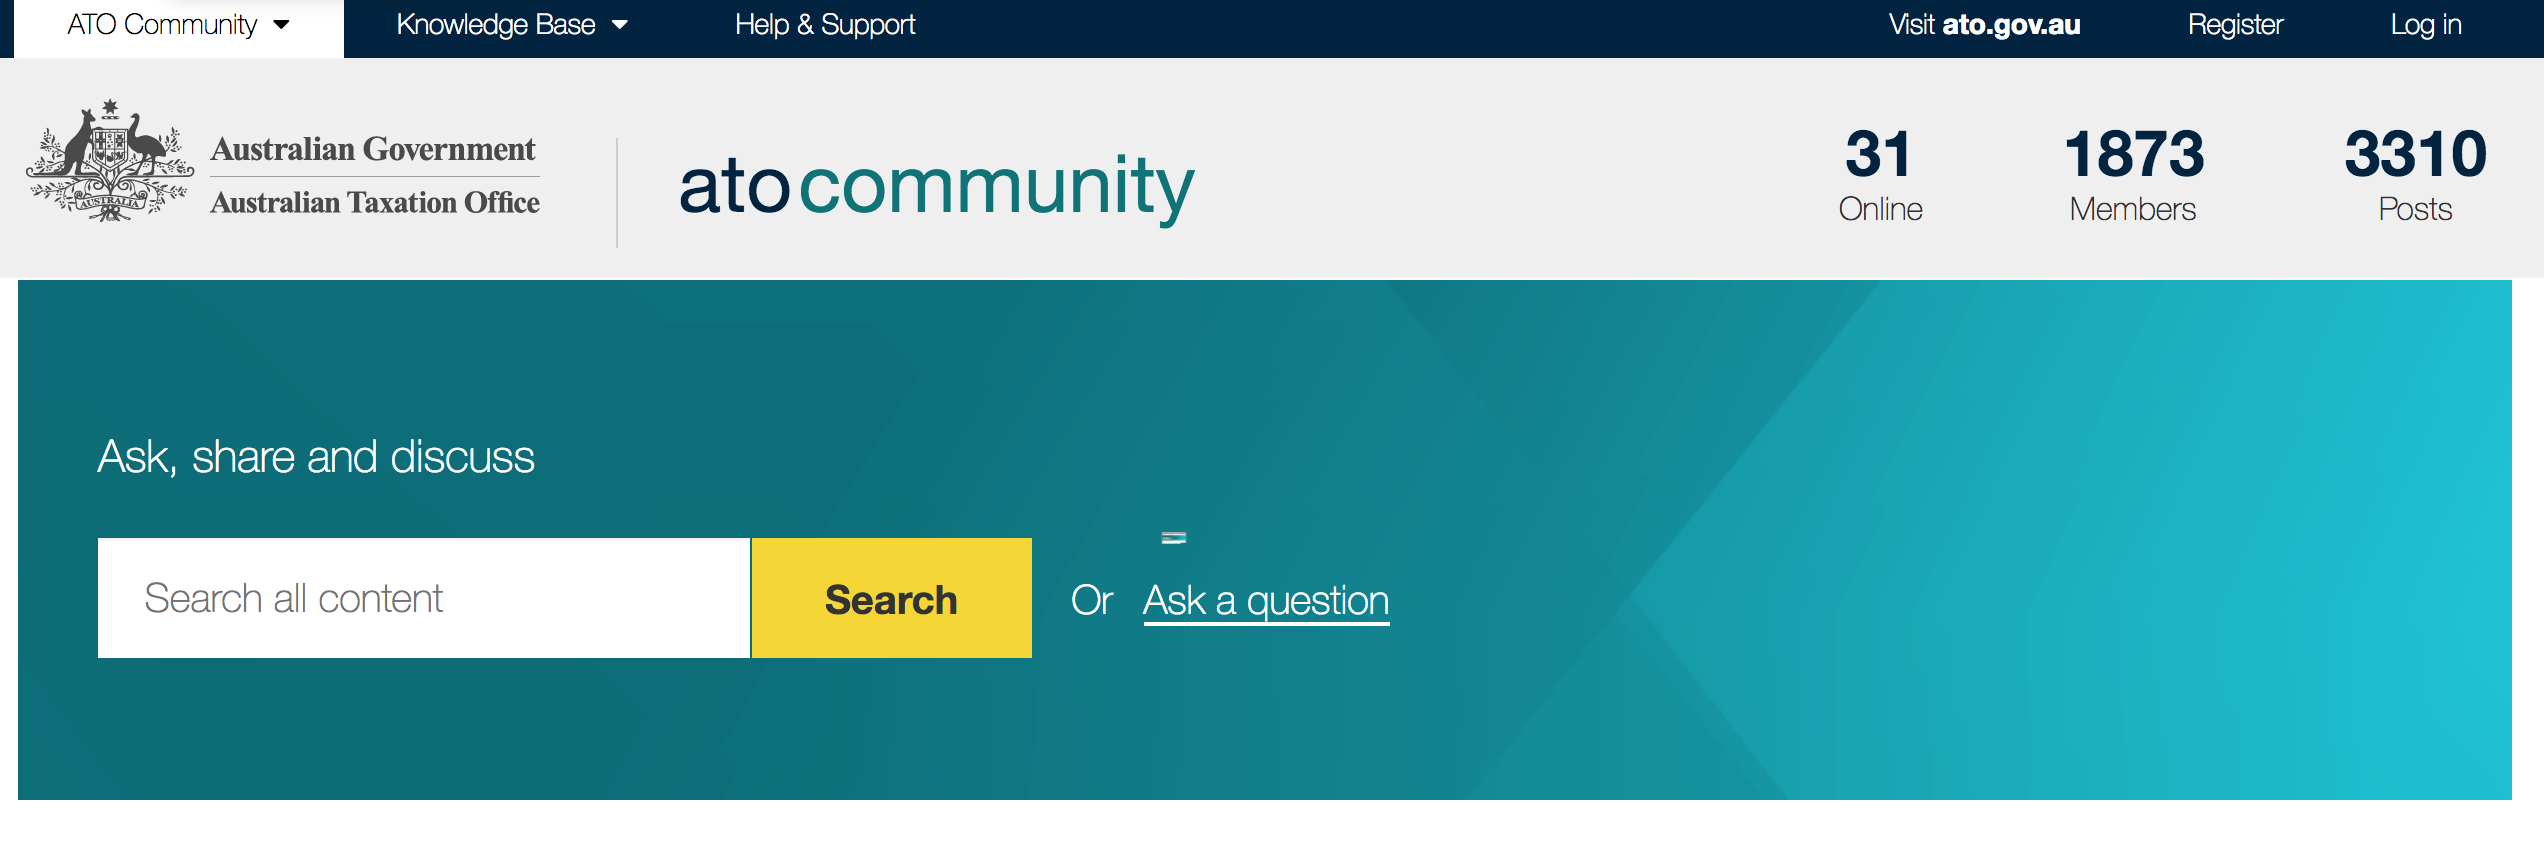 ATO Community Knowledge Base Help & Support Visit ato.gov.au Register Log in
AUSTRALIA
Australian Government
Australian Taxation Office
atocommunity
31 1873 3310
Online Members Posts
Ask, share and discuss
Search all content Search Or Ask a question